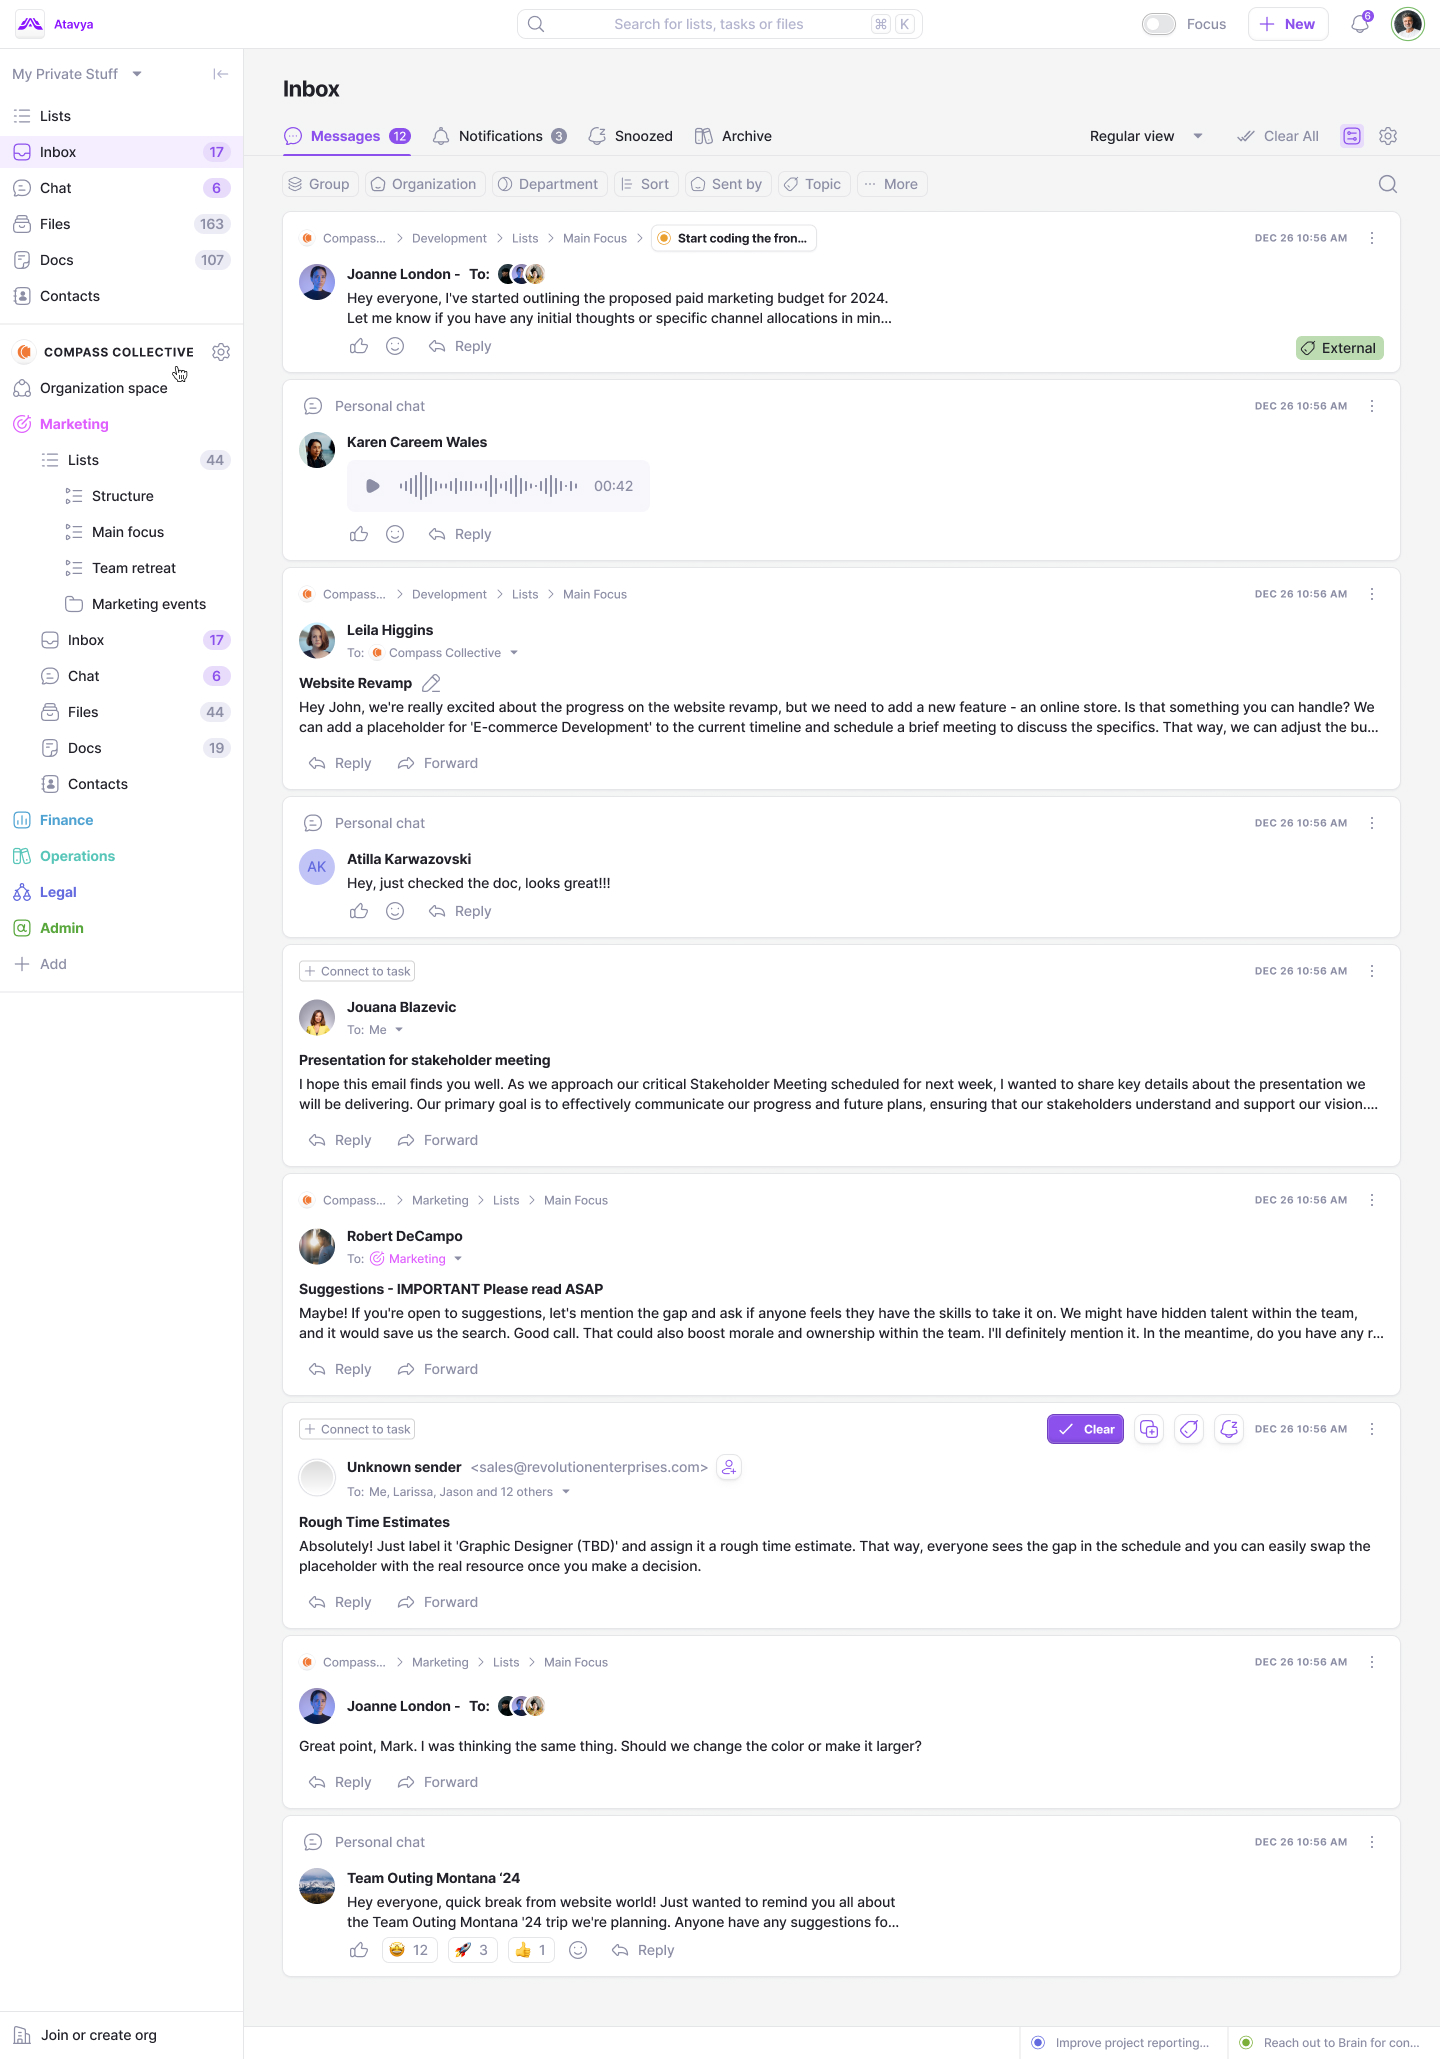 Atavya
Search for lists, tasks or files
⌘ K
Focus
New
6
My Private Stuff
Lists
Inbox 17
Chat 6
Files 163
Docs 107
Contacts
COMPASS COLLECTIVE
Organization space
Marketing
Lists 44
Structure
Main focus
Team retreat
Marketing events
Inbox 17
Chat 6
Files 44
Docs 19
Contacts
Finance
Operations
Legal
Admin
Add
Join or create org
Inbox
Messages 12
Notifications 3
Snoozed
Archive
Regular view
Clear All
Group
Organization
Department
Sort
Sent by
Topic
More
Compass... > Development > Lists > Main Focus > Start coding the fron...
DEC 26 10:56 AM
Joanne London - To:
Hey everyone, I've started outlining the proposed paid marketing budget for 2024.
Let me know if you have any initial thoughts or specific channel allocations in min...
Reply
External
Personal chat
DEC 26 10:56 AM
Karen Careem Wales
00:42
Reply
Compass... > Development > Lists > Main Focus
DEC 26 10:56 AM
Leila Higgins
To: Compass Collective
Website Revamp
Hey John, we're really excited about the progress on the website revamp, but we need to add a new feature - an online store. Is that something you can handle? We
can add a placeholder for 'E-commerce Development' to the current timeline and schedule a brief meeting to discuss the specifics. That way, we can adjust the bu...
Reply
Forward
Personal chat
DEC 26 10:56 AM
AK
Atilla Karwazovski
Hey, just checked the doc, looks great!!!
Reply
Connect to task
DEC 26 10:56 AM
Jouana Blazevic
To: Me
Presentation for stakeholder meeting
I hope this email finds you well. As we approach our critical Stakeholder Meeting scheduled for next week, I wanted to share key details about the presentation we
will be delivering. Our primary goal is to effectively communicate our progress and future plans, ensuring that our stakeholders understand and support our vision....
Reply
Forward
Compass... > Marketing > Lists > Main Focus
DEC 26 10:56 AM
Robert DeCampo
To: Marketing
Suggestions - IMPORTANT Please read ASAP
Maybe! If you're open to suggestions, let's mention the gap and ask if anyone feels they have the skills to take it on. We might have hidden talent within the team,
and it would save us the search. Good call. That could also boost morale and ownership within the team. I'll definitely mention it. In the meantime, do you have any r...
Reply
Forward
Connect to task
Clear
DEC 26 10:56 AM
Unknown sender <sales@revolutionenterprises.com>
To: Me, Larissa, Jason and 12 others
Rough Time Estimates
Absolutely! Just label it 'Graphic Designer (TBD)' and assign it a rough time estimate. That way, everyone sees the gap in the schedule and you can easily swap the
placeholder with the real resource once you make a decision.
Reply
Forward
Compass... > Marketing > Lists > Main Focus
DEC 26 10:56 AM
Joanne London - To:
Great point, Mark. I was thinking the same thing. Should we change the color or make it larger?
Reply
Forward
Personal chat
DEC 26 10:56 AM
Team Outing Montana ‘24
Hey everyone, quick break from website world! Just wanted to remind you all about
the Team Outing Montana '24 trip we're planning. Anyone have any suggestions fo...
🤩 12
🚀 3
👍 1
Reply
Improve project reporting...
Reach out to Brain for con...